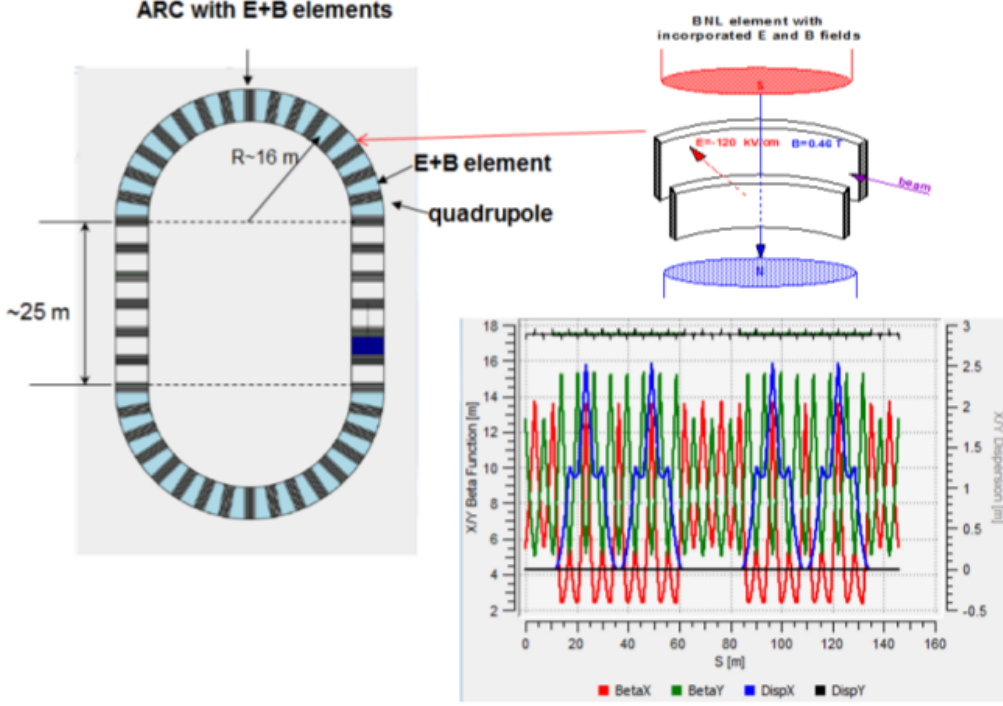 ARC with E+B elements
R~16 m
E+B element
quadrupole
~25 m
BNL element with
incorporated E and B fields
S
E=-120 kV/cm B=0.46 T
beam
N
18
16
14
12
10
8
6
4
2
X/Y Beta Function [m]
3
2.5
2
1.5
1
0.5
0
-0.5
X/Y Dispersion [m]
0 20 40 60 80 100 120 140 160
S [m]
BetaX BetaY DispX DispY